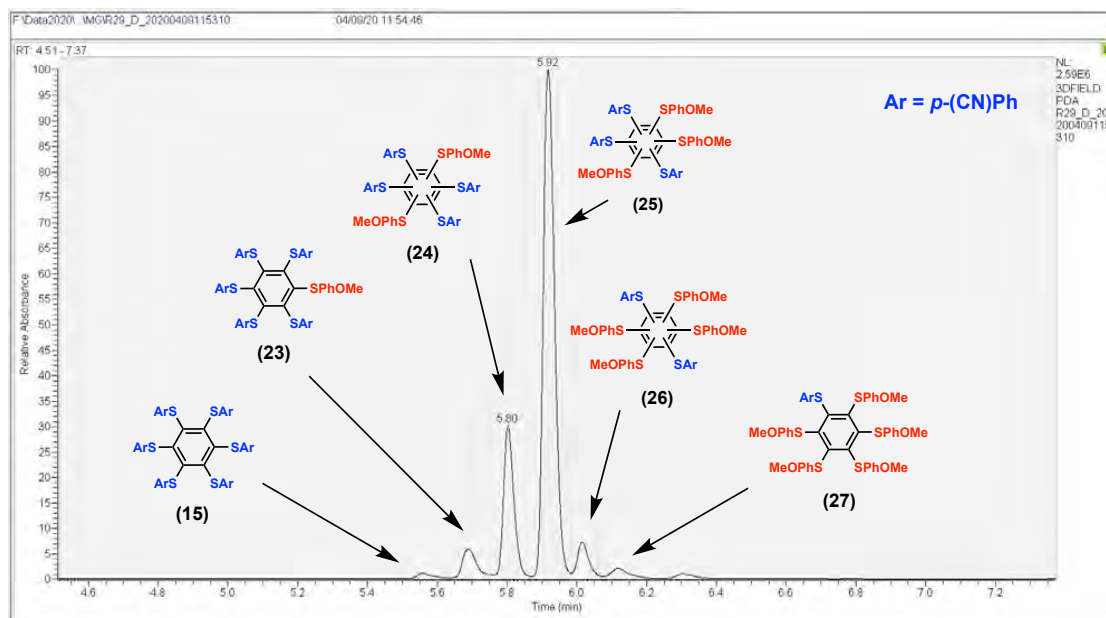 F:\Data2020\...\MG\R29_D_20200409115310 04/09/20 11:54:46
RT: 4.51 - 7.37
NL:
2.59E6
3DFIELD
PDA
R29_D_20
200409115
310
Ar = p-(CN)Ph
5.92
ArS SPhOMe
ArS SPhOMe
MeOPhS SAr
(25)
ArS SPhOMe
ArS SAr
MeOPhS SAr
(24)
ArS SAr
ArS SPhOMe
ArS SAr
(23)
ArS SPhOMe
MeOPhS SPhOMe
MeOPhS SAr
(26)
ArS SAr
ArS SAr
ArS SAr
(15)
ArS SPhOMe
MeOPhS SPhOMe
MeOPhS SPhOMe
(27)
5.80
Relative Absorbance
100
95
90
85
80
75
70
65
60
55
50
45
40
35
30
25
20
15
10
5
0
4.6 4.8 5.0 5.2 5.4 5.6 5.8 6.0 6.2 6.4 6.6 6.8 7.0 7.2
Time (min)